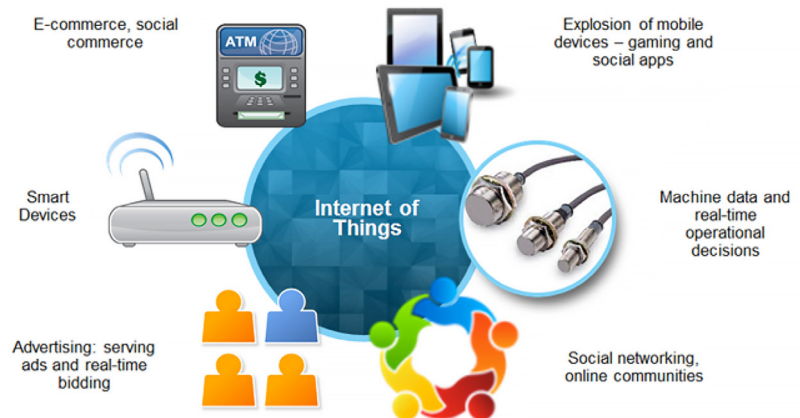 E-commerce, social
commerce
ATM
$
Explosion of mobile
devices – gaming and
social apps
Smart
Devices
Internet of
Things
Machine data and
real-time
operational
decisions
Advertising: serving
ads and real-time
bidding
Social networking,
online communities